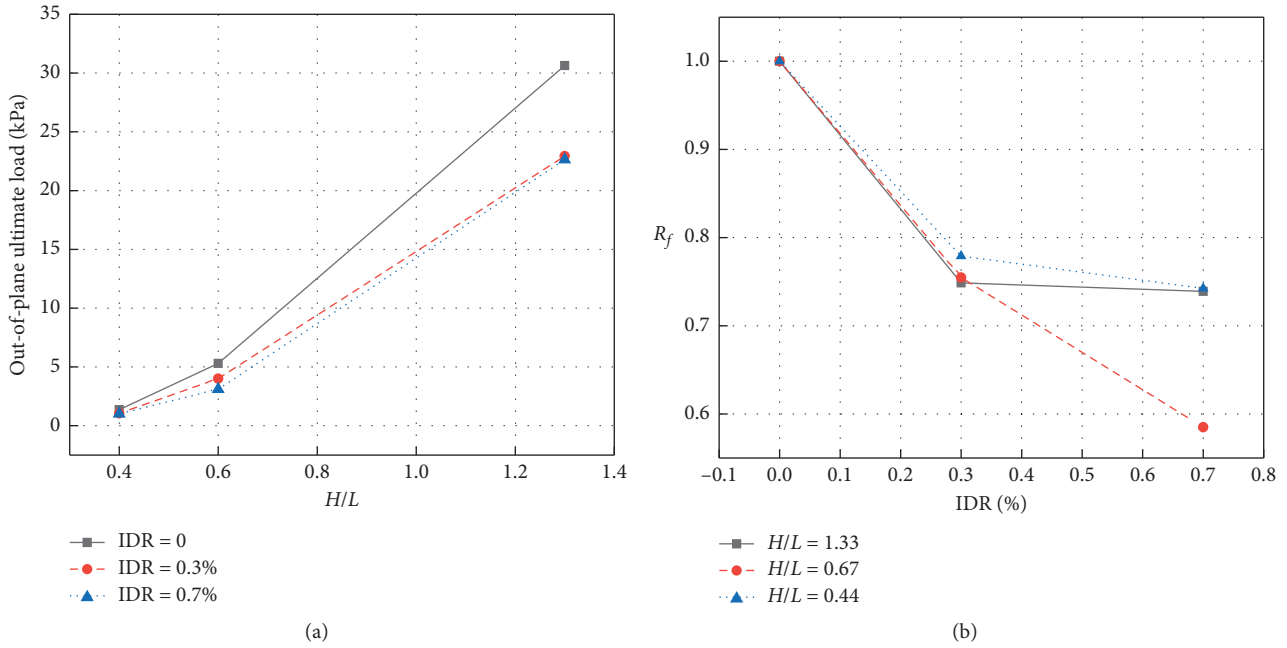 35
30
25
20
15
10
5
0
Out-of-plane ultimate load (kPa)
0.4 0.6 0.8 1.0 1.2 1.4
H/L
IDR = 0
IDR = 0.3%
IDR = 0.7%
(a)
1.0
0.9
0.8
0.7
0.6
Rf
–0.1 0.0 0.1 0.2 0.3 0.4 0.5 0.6 0.7 0.8
IDR (%)
H/L = 1.33
H/L = 0.67
H/L = 0.44
(b)